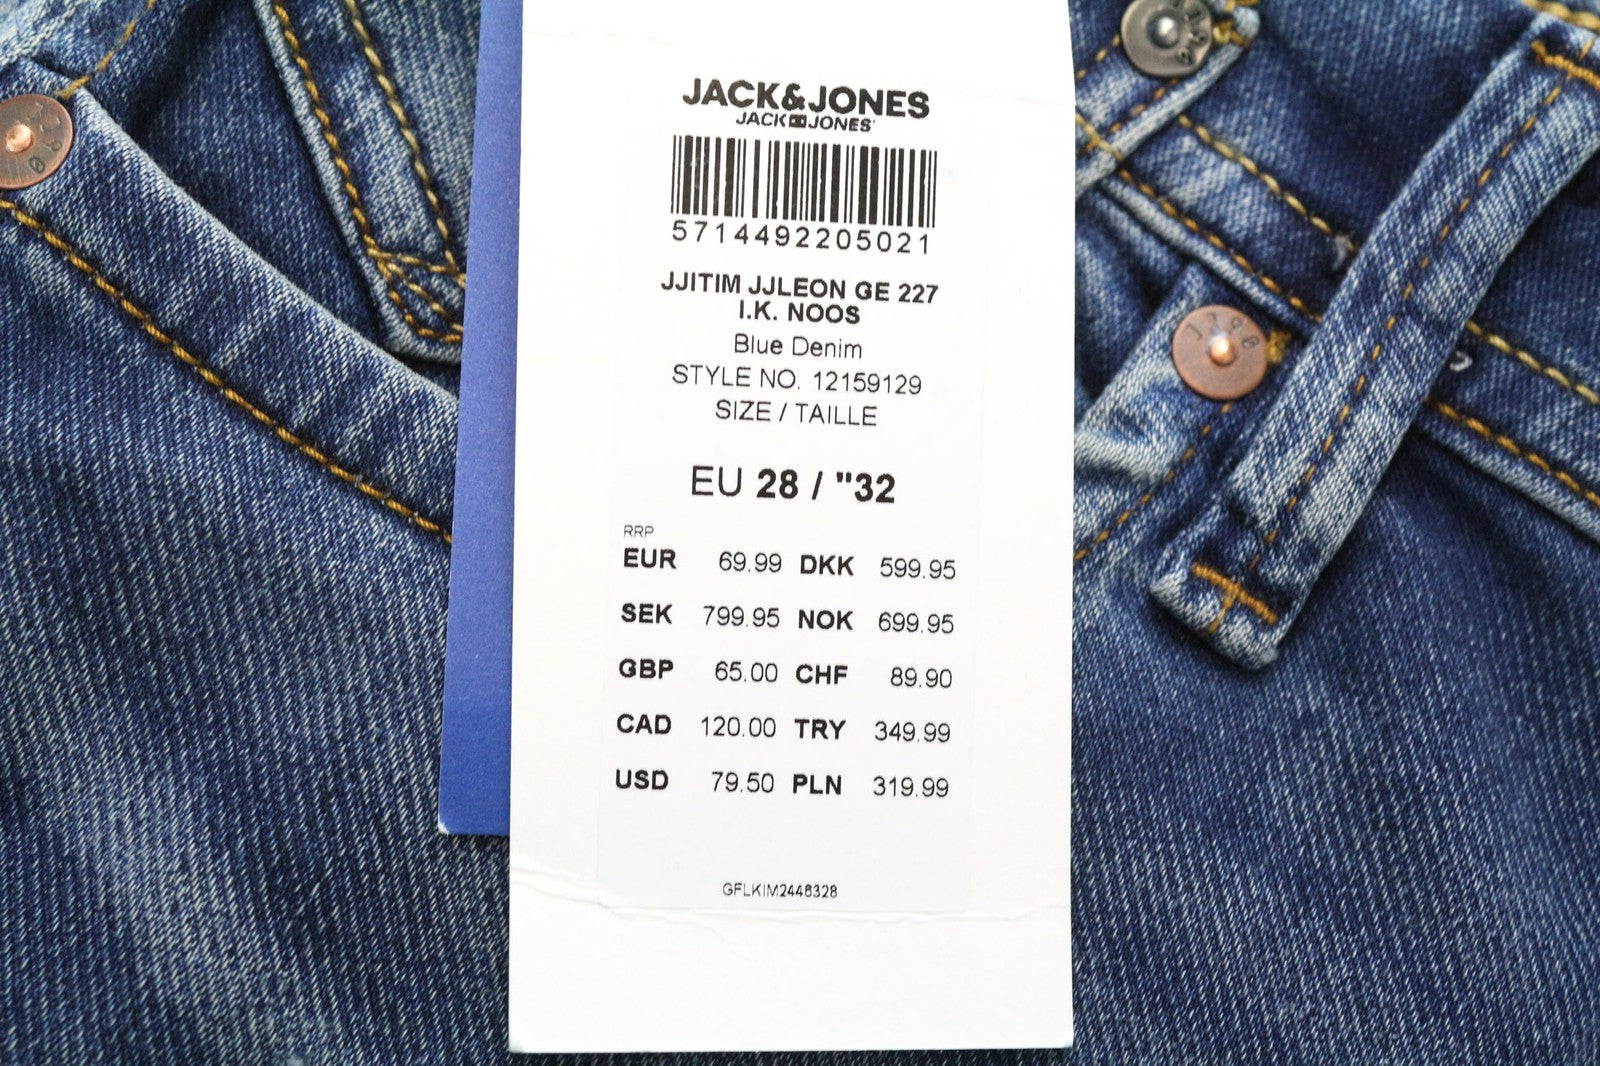 JACK&JONES
JACK JONES
5714492205021
JJITIM JJLEON GE 227
I.K. NOOS
Blue Denim
STYLE NO. 12159129
SIZE / TAILLE
EU 28 / "32
RRP
EUR 69.99 DKK 599.95
SEK 799.95 NOK 699.95
GBP 65.00 CHF 89.90
CAD 120.00 TRY 349.99
USD 79.50 PLN 319.99
GFLKIM2446328